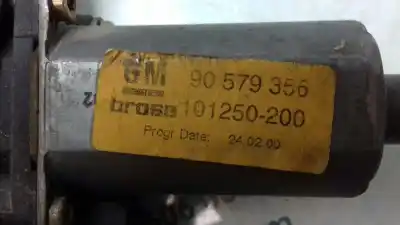 GM 90 579 356
brose 101250-200
Progr Date: 24.02.00